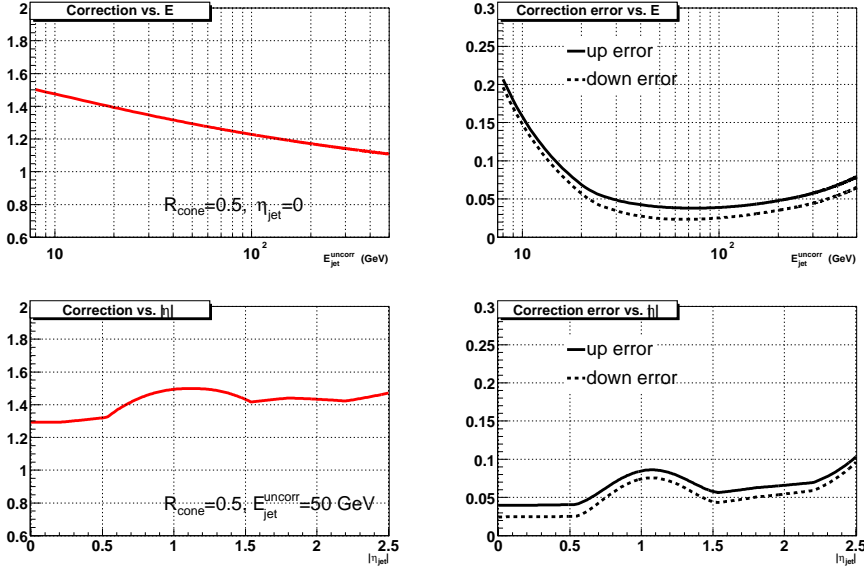 Correction vs. E
2
1.8
1.6
1.4
1.2
1
0.8
0.6
R_cone=0.5, η_jet=0
10
10^2
E_jet^uncorr (GeV)
Correction error vs. E
0.3
0.25
0.2
0.15
0.1
0.05
0
up error
down error
10
10^2
E_jet^uncorr (GeV)
Correction vs. |η|
2
1.8
1.6
1.4
1.2
1
0.8
0.6
R_cone=0.5, E_jet^uncorr=50 GeV
0 0.5 1 1.5 2 2.5
|η_jet|
Correction error vs. |η|
0.3
0.25
0.2
0.15
0.1
0.05
0
up error
down error
0 0.5 1 1.5 2 2.5
|η_jet|